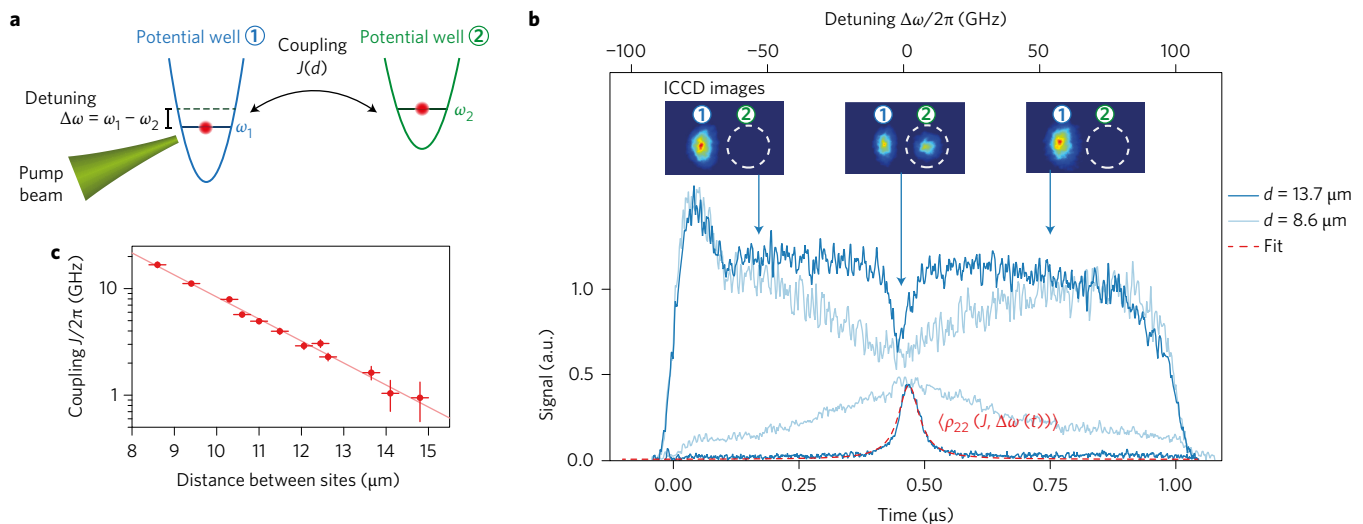 a
Potential well ①
Potential well ②
Coupling
J(d)
Detuning
Δω = ω₁ − ω₂
ω₁
ω₂
Pump
beam
b
Detuning Δω/2π (GHz)
−100 −50 0 50 100
ICCD images
① ②
① ②
① ②
d = 13.7 μm
d = 8.6 μm
Fit
⟨ρ₂₂ (J, Δω (t))⟩
Signal (a.u.)
1.0
0.5
0.0
0.00 0.25 0.50 0.75 1.00
Time (μs)
c
Coupling J/2π (GHz)
10
1
8 9 10 11 12 13 14 15
Distance between sites (μm)